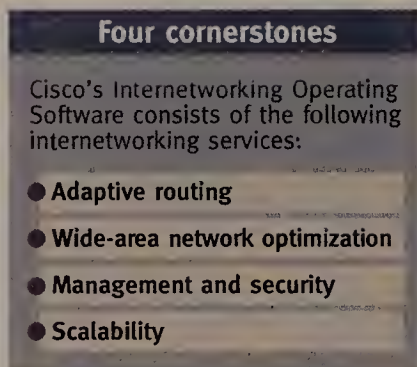 Four cornerstones
Cisco's Internetworking Operating
Software consists of the following
internetworking services:
● Adaptive routing
● Wide-area network optimization
● Management and security
● Scalability